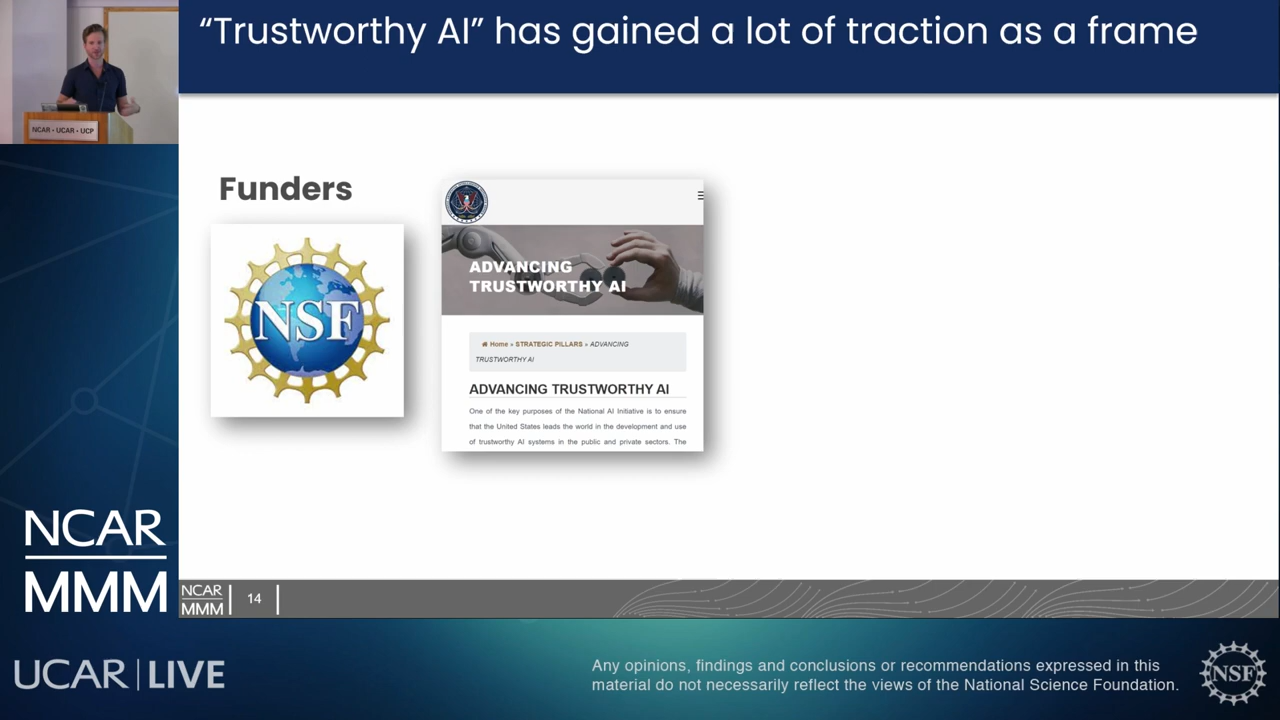 “Trustworthy AI” has gained a lot of traction as a frame
NCAR • UCAR • UCP
Funders
NSF
ADVANCING
TRUSTWORTHY AI
Home » STRATEGIC PILLARS » ADVANCING
TRUSTWORTHY AI
ADVANCING TRUSTWORTHY AI
One of the key purposes of the National AI Initiative is to ensure
that the United States leads the world in the development and use
of trustworthy AI systems in the public and private sectors. The
NCAR
MMM
NCAR
MMM
14
UCAR | LIVE
Any opinions, findings and conclusions or recommendations expressed in this
material do not necessarily reflect the views of the National Science Foundation.
NSF